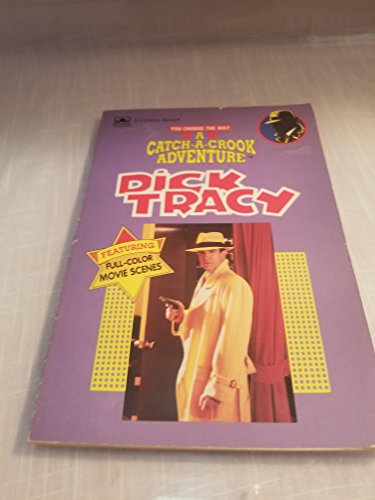 A Golden Book®
YOU CHOOSE THE WAY
A
CATCH-A-CROOK
ADVENTURE
DICK
TRACY
FEATURING
FULL-COLOR
MOVIE SCENES